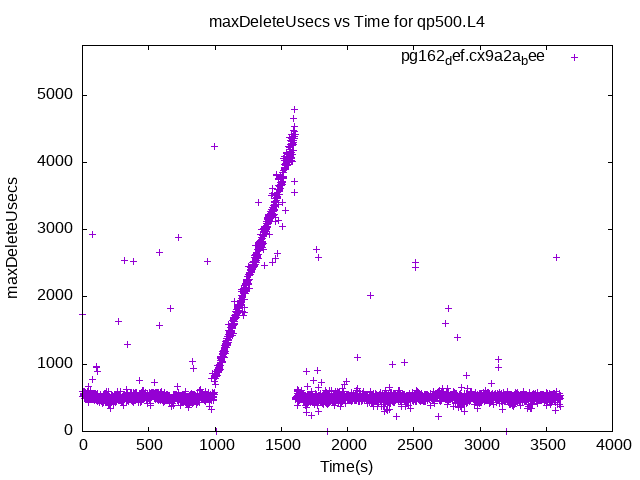 maxDeleteUsecs vs Time for qp500.L4
pg162def.cx9a2abee
5000
4000
3000
2000
1000
0
maxDeleteUsecs
0 500 1000 1500 2000 2500 3000 3500 4000
Time(s)